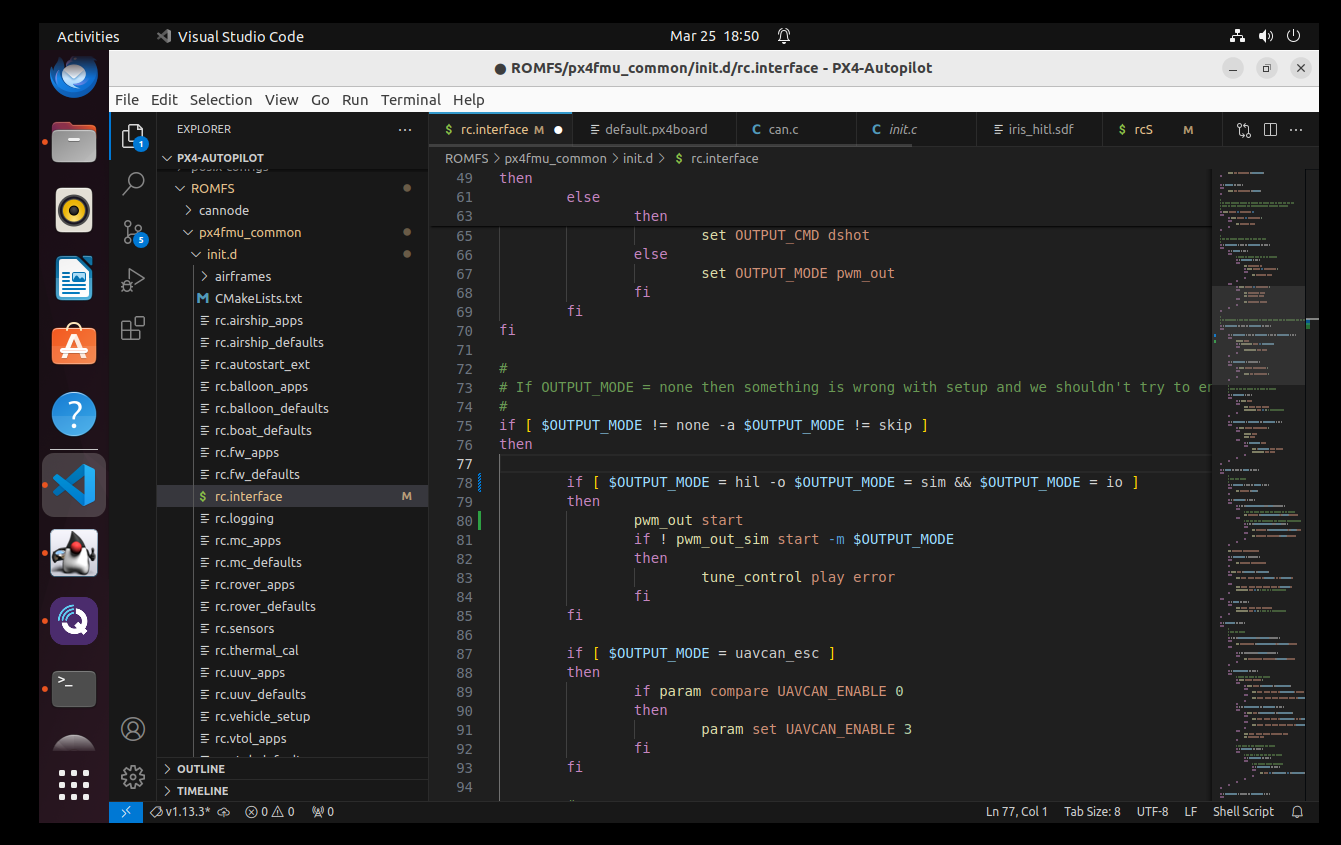 Activities Visual Studio Code Mar 25 18:50
● ROMFS/px4fmu_common/init.d/rc.interface - PX4-Autopilot
File Edit Selection View Go Run Terminal Help
EXPLORER ...
$ rc.interface M ● default.px4board C can.c C init.c iris_hitl.sdf $ rcS M ...
PX4-AUTOPILOT
ROMFS > px4fmu_common > init.d > $ rc.interface
ROMFS
cannode
px4fmu_common
init.d
airframes
M CMakeLists.txt
rc.airship_apps
rc.airship_defaults
rc.autostart_ext
rc.balloon_apps
rc.balloon_defaults
rc.boat_defaults
rc.fw_apps
rc.fw_defaults
$ rc.interface M
rc.logging
rc.mc_apps
rc.mc_defaults
rc.rover_apps
rc.rover_defaults
rc.sensors
rc.thermal_cal
rc.uuv_apps
rc.uuv_defaults
rc.vehicle_setup
rc.vtol_apps
OUTLINE
TIMELINE
1
5
49 then
61 else
63 then
65 set OUTPUT_CMD dshot
66 else
67 set OUTPUT_MODE pwm_out
68 fi
69 fi
70 fi
71
72 #
73 # If OUTPUT_MODE = none then something is wrong with setup and we shouldn't try to en
74 #
75 if [ $OUTPUT_MODE != none -a $OUTPUT_MODE != skip ]
76 then
77
78 if [ $OUTPUT_MODE = hil -o $OUTPUT_MODE = sim && $OUTPUT_MODE = io ]
79 then
80 pwm_out start
81 if ! pwm_out_sim start -m $OUTPUT_MODE
82 then
83 tune_control play error
84 fi
85 fi
86
87 if [ $OUTPUT_MODE = uavcan_esc ]
88 then
89 if param compare UAVCAN_ENABLE 0
90 then
91 param set UAVCAN_ENABLE 3
92 fi
93 fi
94
v1.13.3* 0 0 0 Ln 77, Col 1 Tab Size: 8 UTF-8 LF Shell Script